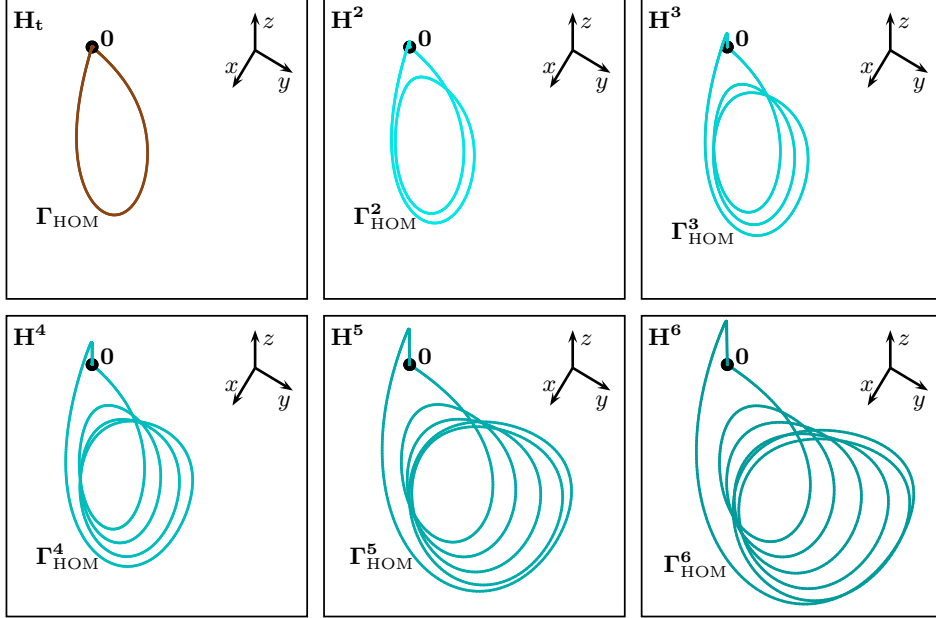 H_t 0 z x y Γ_HOM
H^2 0 z x y Γ^2_HOM
H^3 0 z x y Γ^3_HOM
H^4 0 z x y Γ^4_HOM
H^5 0 z x y Γ^5_HOM
H^6 0 z x y Γ^6_HOM